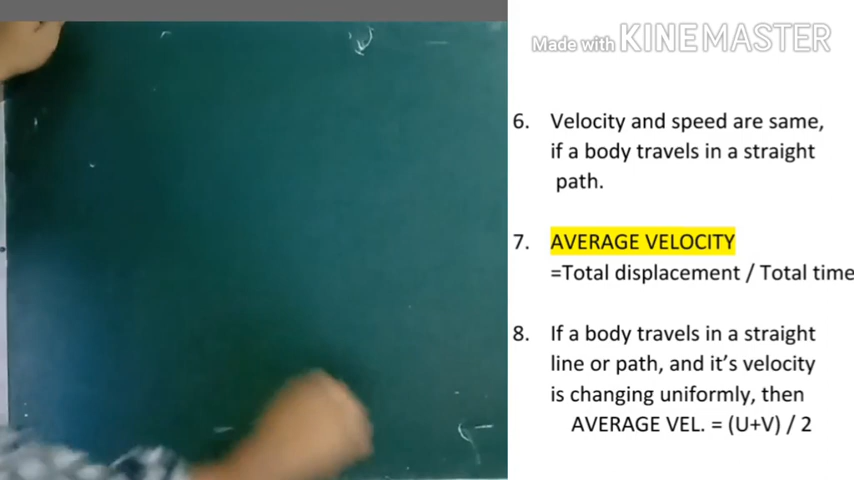 Made with KINEMASTER
6. Velocity and speed are same,
if a body travels in a straight
path.
7. AVERAGE VELOCITY
=Total displacement / Total time
8. If a body travels in a straight
line or path, and it's velocity
is changing uniformly, then
AVERAGE VEL. = (U+V) / 2